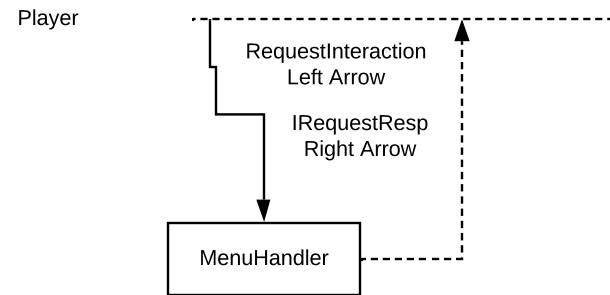 Player
RequestInteraction
Left Arrow
IRequestResp
Right Arrow
MenuHandler